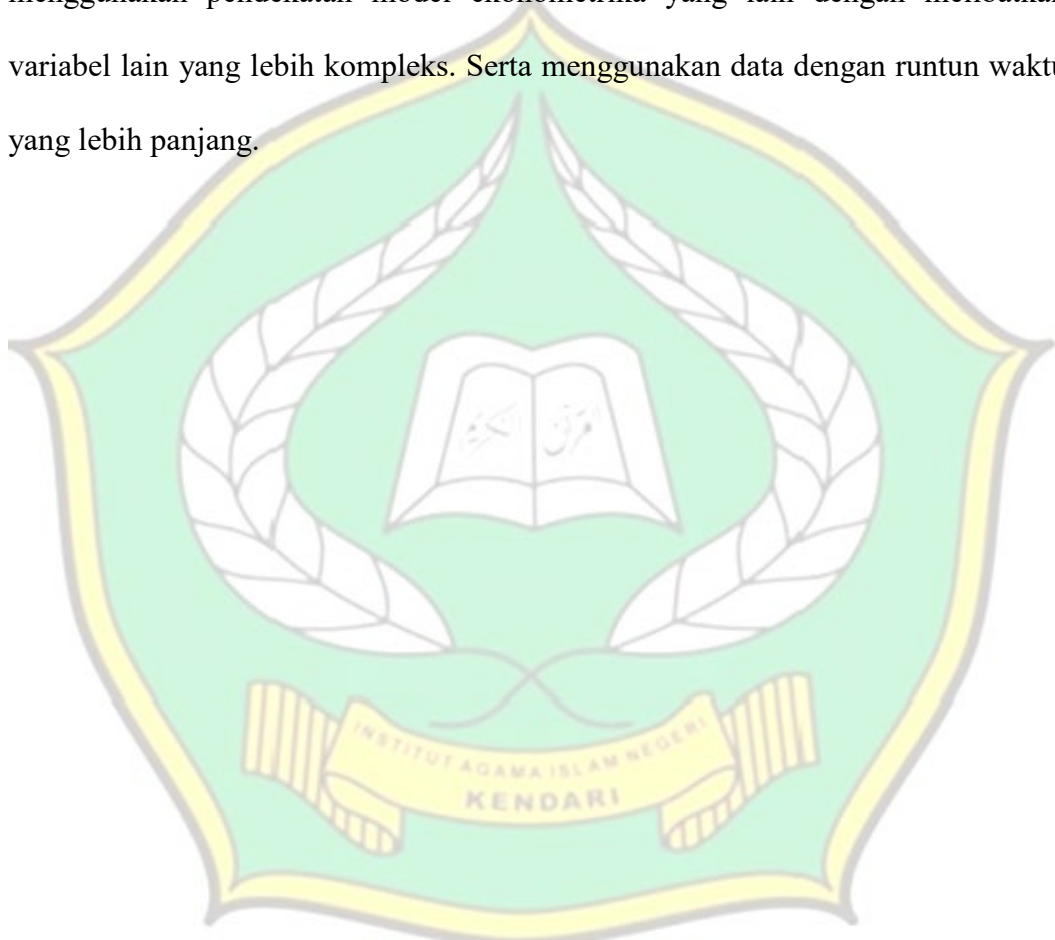 menggunakan pendekatan model ekonometrika yang lain dengan melibatkan
variabel lain yang lebih kompleks. Serta menggunakan data dengan runtun waktu
yang lebih panjang.
INSTITUT AGAMA ISLAM NEGERI
KENDARI